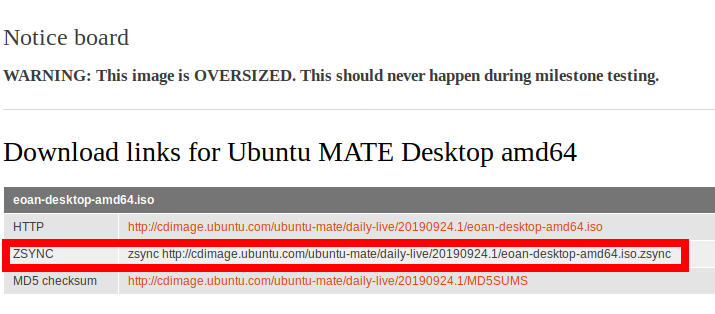 Notice board
WARNING: This image is OVERSIZED. This should never happen during milestone testing.
Download links for Ubuntu MATE Desktop amd64
eoan-desktop-amd64.iso
HTTP http://cdimage.ubuntu.com/ubuntu-mate/daily-live/20190924.1/eoan-desktop-amd64.iso
ZSYNC zsync http://cdimage.ubuntu.com/ubuntu-mate/daily-live/20190924.1/eoan-desktop-amd64.iso.zsync
MD5 checksum http://cdimage.ubuntu.com/ubuntu-mate/daily-live/20190924.1/MD5SUMS